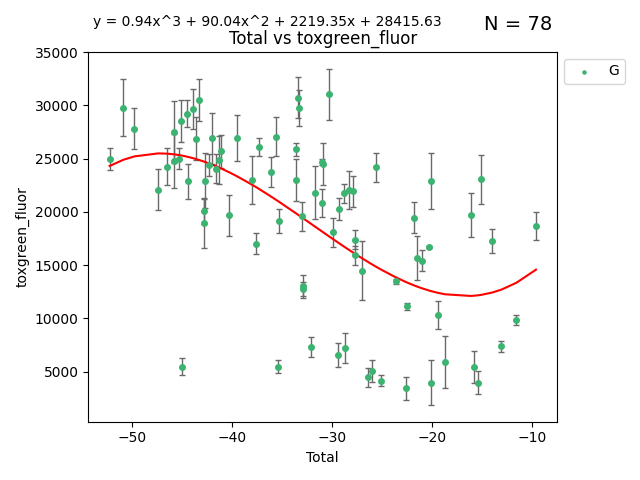 y = 0.94x^3 + 90.04x^2 + 2219.35x + 28415.63
N = 78
Total vs toxgreen_fluor
G
35000
30000
25000
20000
15000
10000
5000
toxgreen_fluor
−50 −40 −30 −20 −10
Total